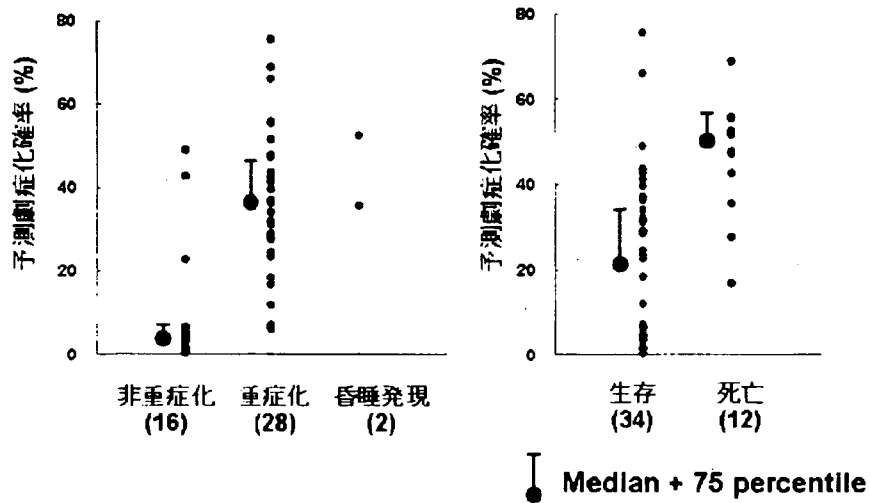 予測劇症化確率 (%)
80
60
40
20
0
非重症化
(16)
重症化
(28)
昏睡発現
(2)
予測劇症化確率 (%)
80
60
40
20
0
生存
(34)
死亡
(12)
Median + 75 percentile